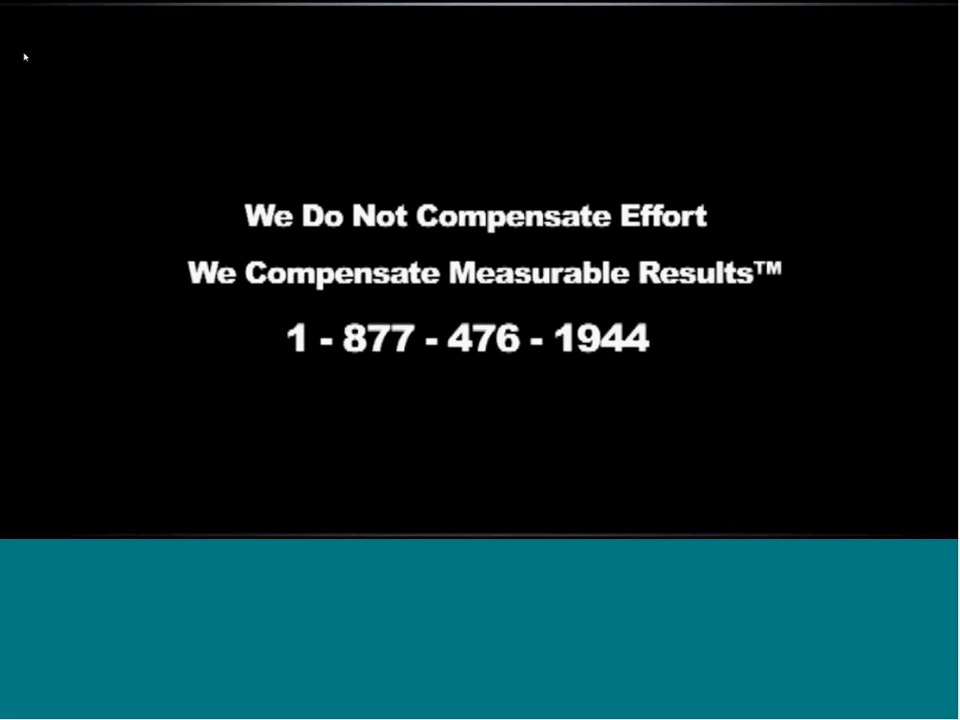 We Do Not Compensate Effort
We Compensate Measurable Results™
1 - 877 - 476 - 1944